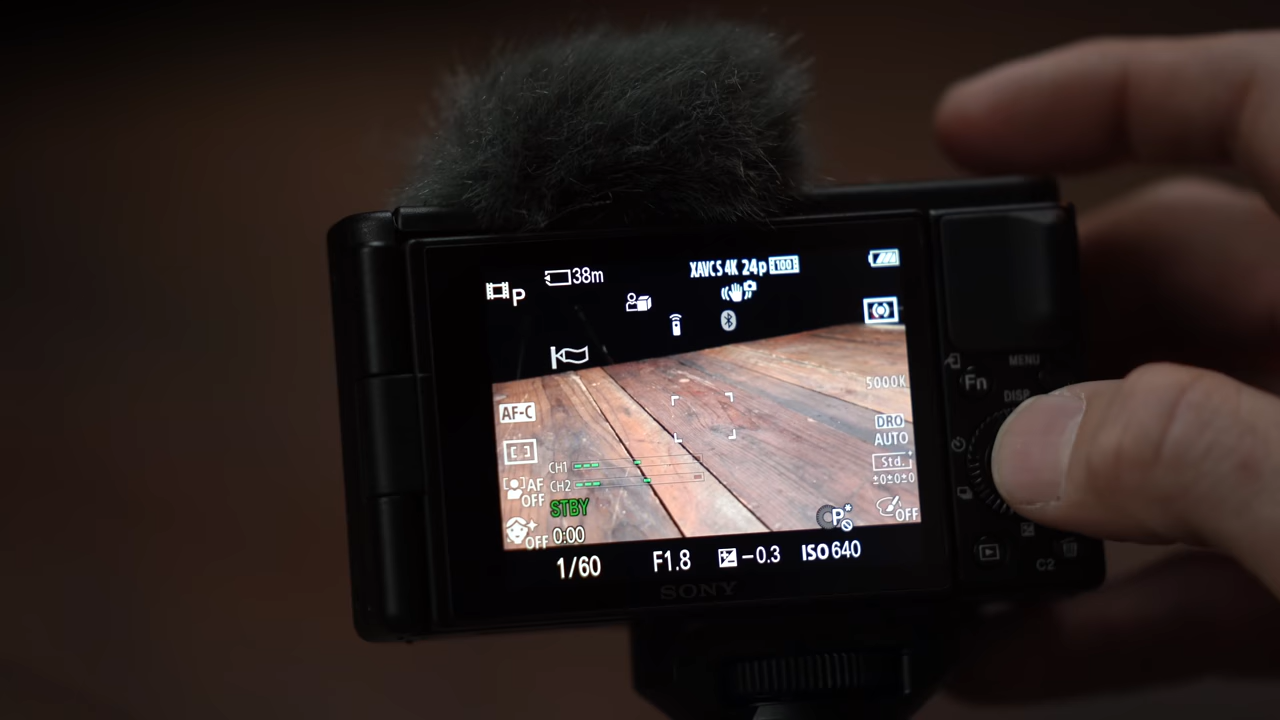 P 38m XAVC S 4K 24p 100
5000K
AF-C
DRO
AUTO
Std.
±0±0±0
CH1
CH2
AF
OFF
STBY
OFF 0:00
P*
OFF
1/60 F1.8 −0.3 ISO 640
SONY
MENU
Fn
DISP
C2